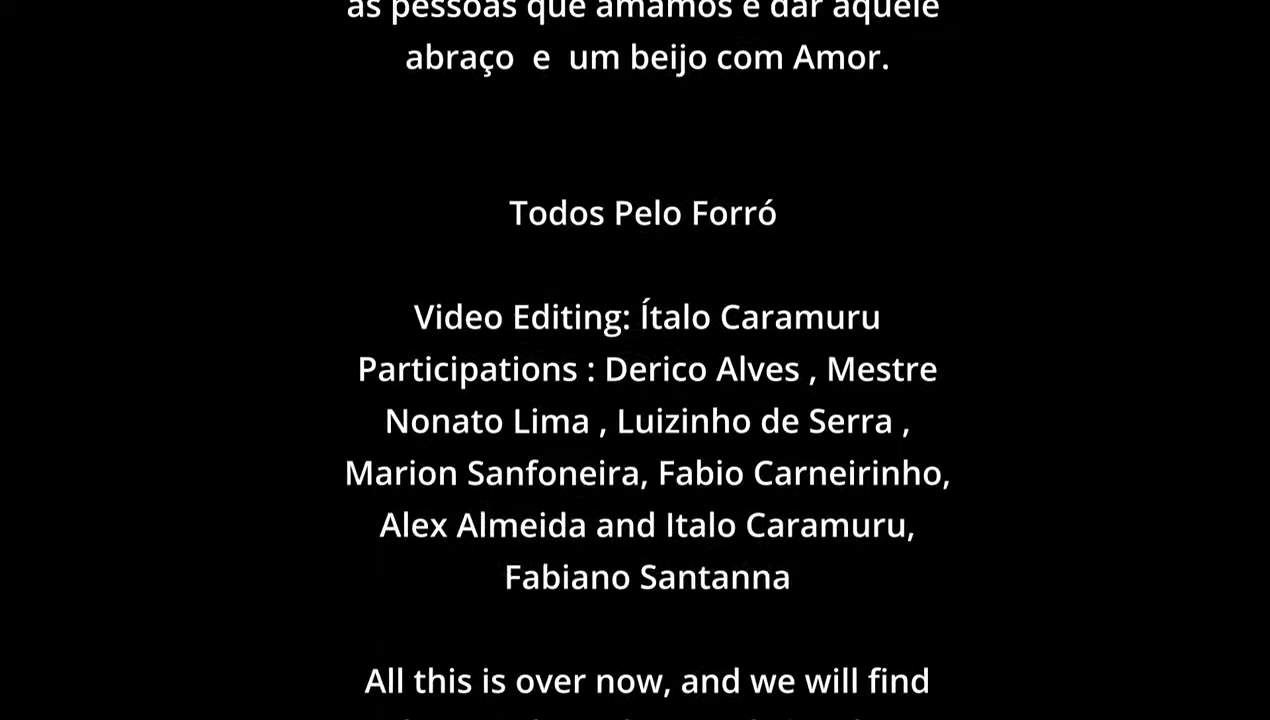 as pessoas que amamos e dar aquele
abraço e um beijo com Amor.
Todos Pelo Forró
Video Editing: Ítalo Caramuru
Participations : Derico Alves , Mestre
Nonato Lima , Luizinho de Serra ,
Marion Sanfoneira, Fabio Carneirinho,
Alex Almeida and Italo Caramuru,
Fabiano Santanna
All this is over now, and we will find